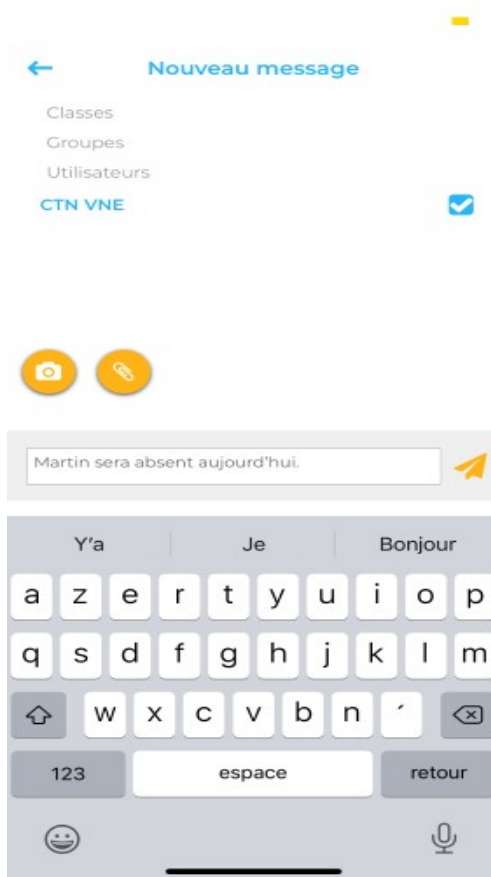 Nouveau message
Classes
Groupes
Utilisateurs
CTN VNE
Martin sera absent aujourd'hui.
Y'a Je Bonjour
a z e r t y u i o p
q s d f g h j k l m
w x c v b n ´
123 espace retour